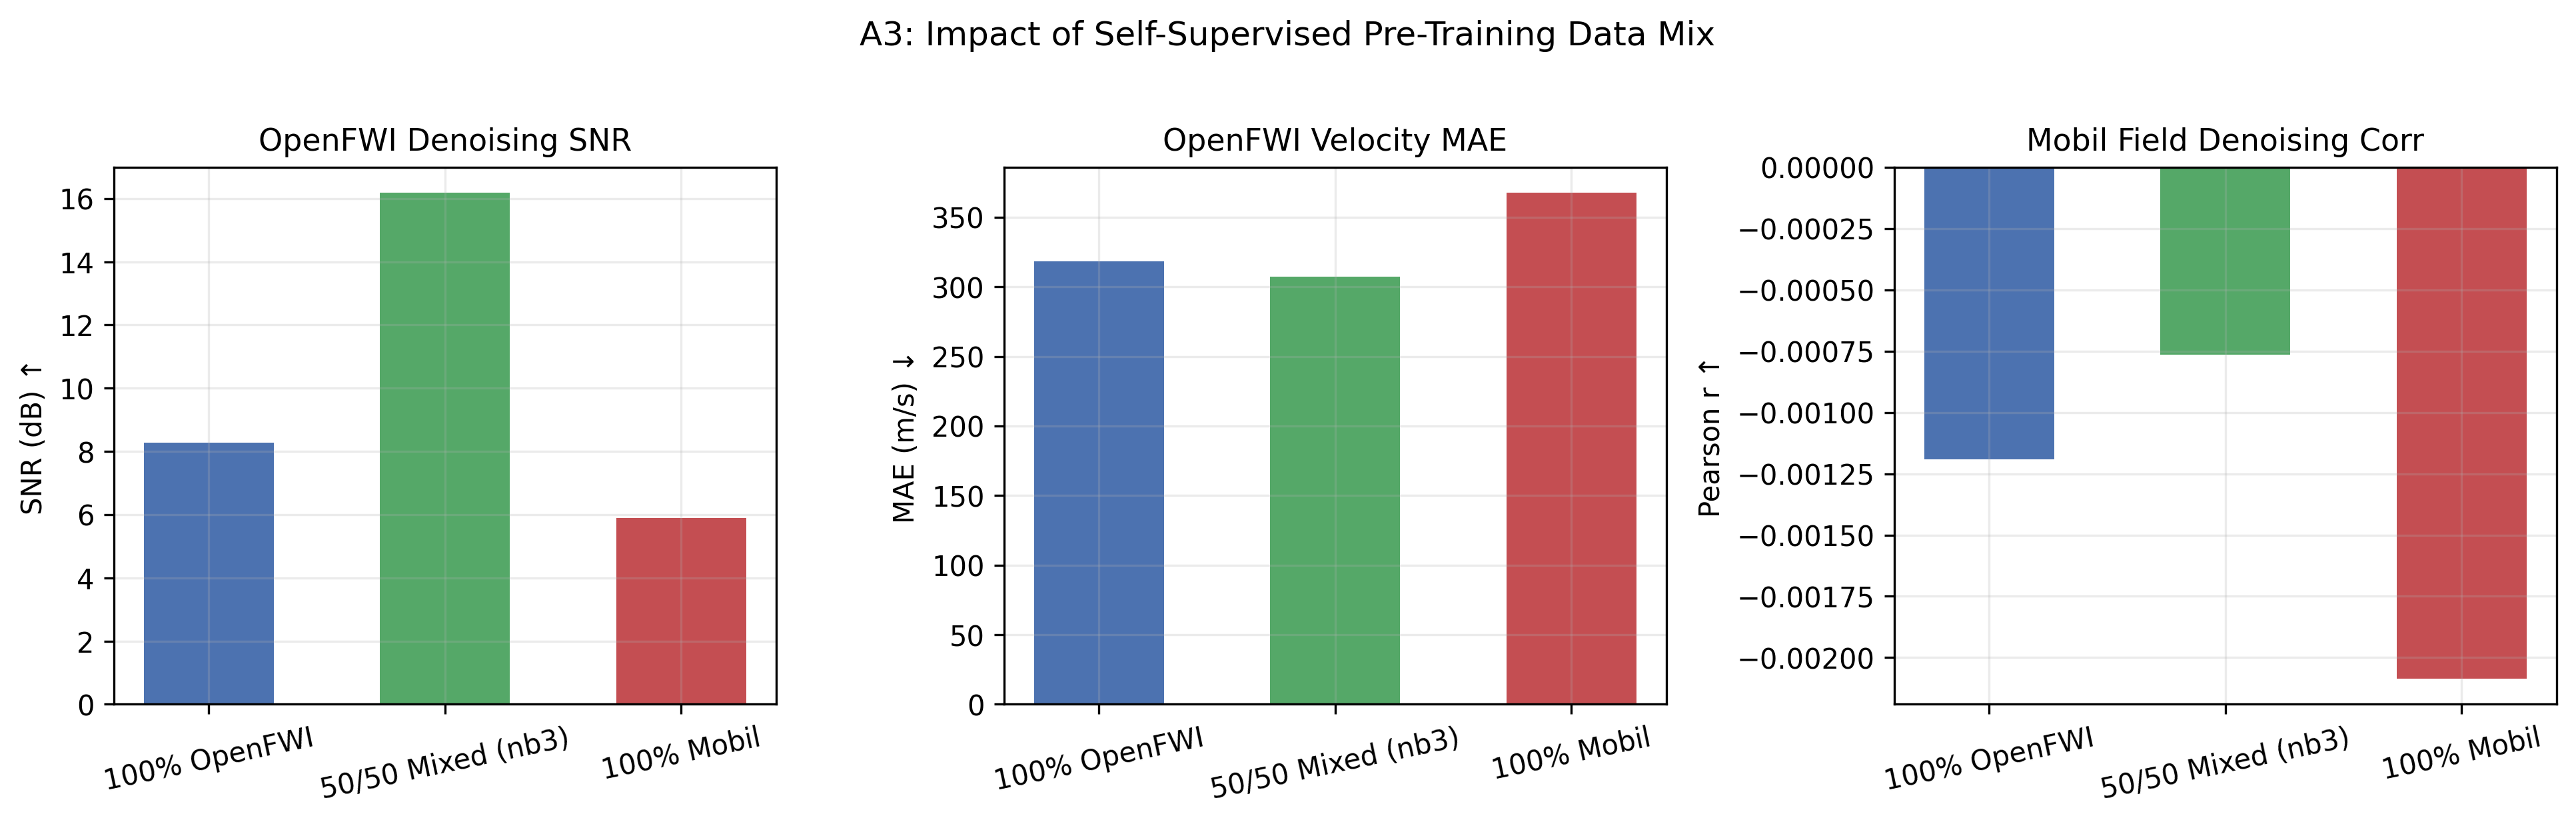 A3: Impact of Self-Supervised Pre-Training Data Mix
OpenFWI Denoising SNR
SNR (dB) ↑
16
14
12
10
8
6
4
2
0
100% OpenFWI
50/50 Mixed (nb3)
100% Mobil
OpenFWI Velocity MAE
MAE (m/s) ↓
350
300
250
200
150
100
50
0
100% OpenFWI
50/50 Mixed (nb3)
100% Mobil
Mobil Field Denoising Corr
Pearson r ↑
0.00000
−0.00025
−0.00050
−0.00075
−0.00100
−0.00125
−0.00150
−0.00175
−0.00200
100% OpenFWI
50/50 Mixed (nb3)
100% Mobil